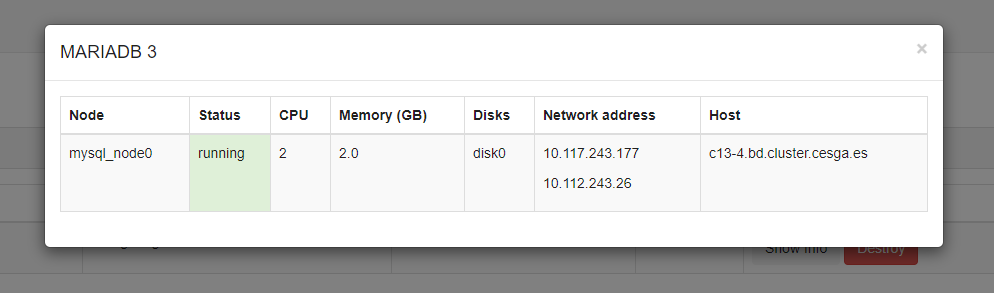 MARIADB 3 ×
Node Status CPU Memory (GB) Disks Network address Host
mysql_node0 running 2 2.0 disk0 10.117.243.177 c13-4.bd.cluster.cesga.es
10.112.243.26
Show Info Destroy